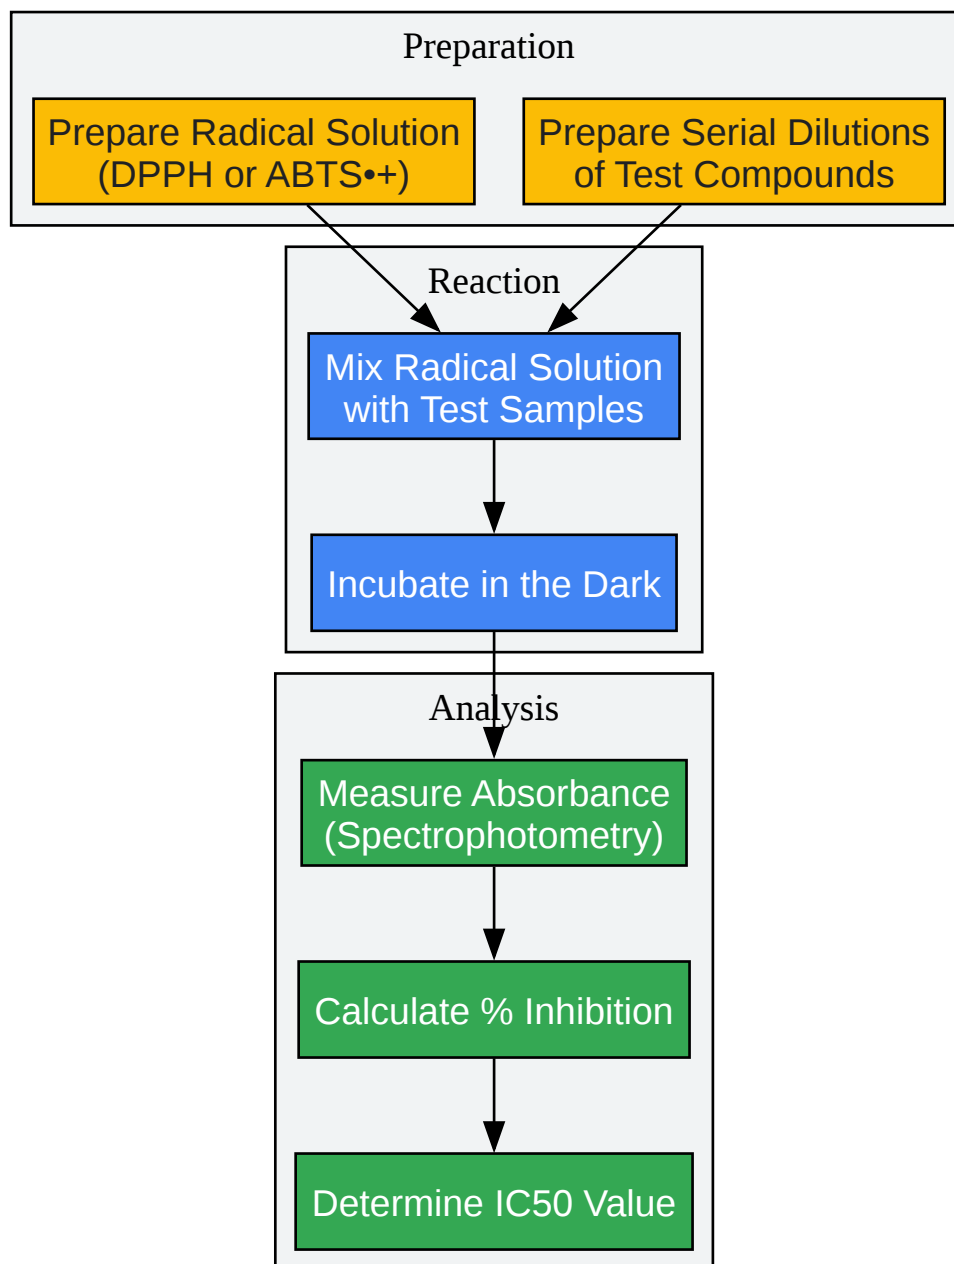 Preparation
Prepare Radical Solution
(DPPH or ABTS•+)
Prepare Serial Dilutions
of Test Compounds
Reaction
Mix Radical Solution
with Test Samples
Incubate in the Dark
Analysis
Measure Absorbance
(Spectrophotometry)
Calculate % Inhibition
Determine IC50 Value